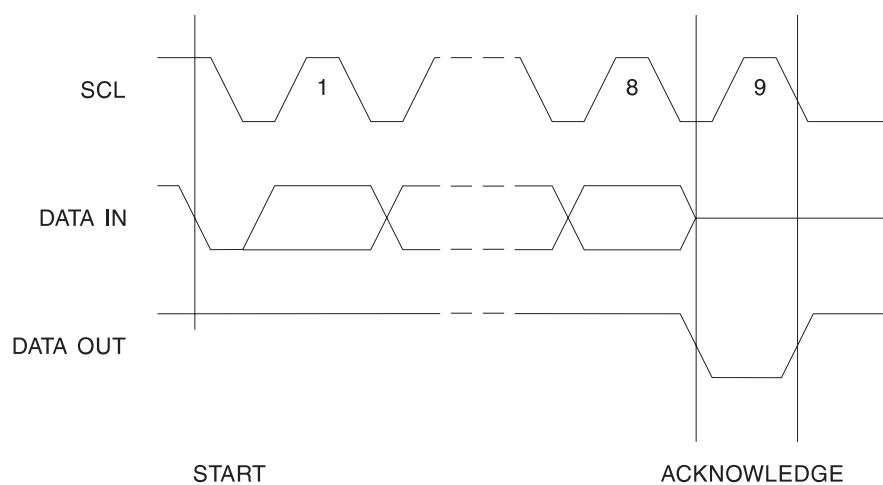 SCL
1
8
9
DATA IN
DATA OUT
START
ACKNOWLEDGE